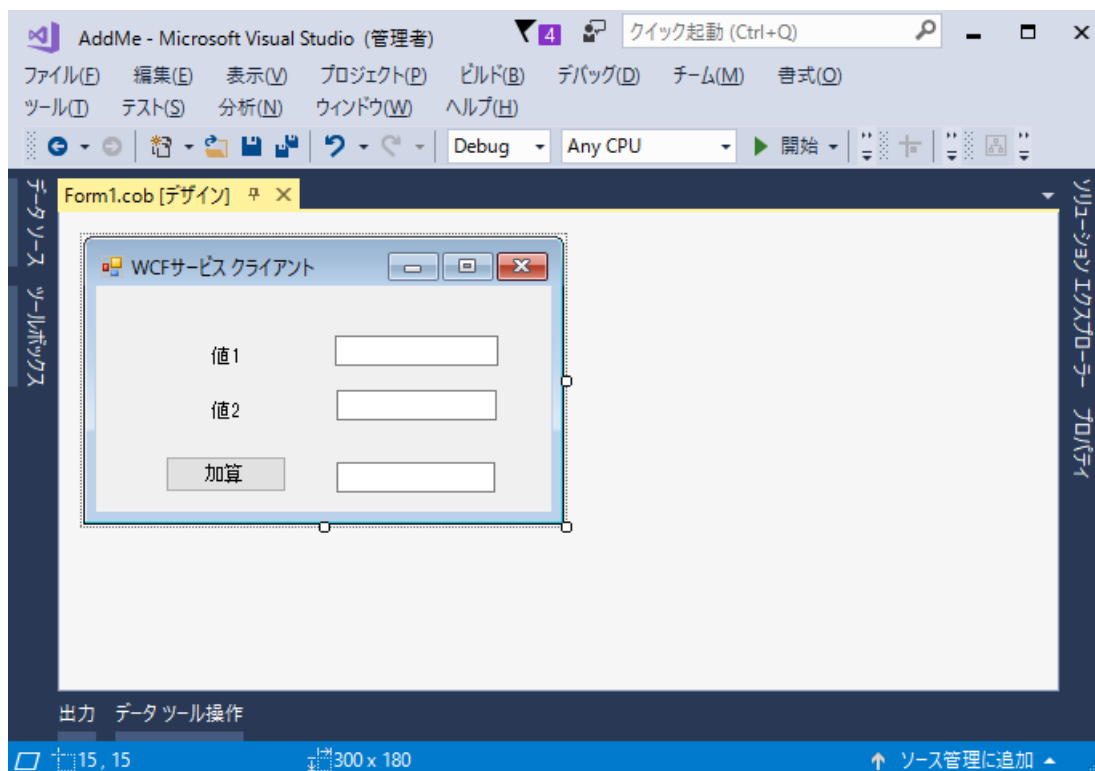 AddMe - Microsoft Visual Studio (管理者) 4 クイック起動 (Ctrl+Q)
ファイル(F) 編集(E) 表示(V) プロジェクト(P) ビルド(B) デバッグ(D) チーム(M) 書式(O)
ツール(T) テスト(S) 分析(N) ウィンドウ(W) ヘルプ(H)
Debug Any CPU 開始
データ ソース
ツールボックス
Form1.cob [デザイン]
WCFサービス クライアント
値1
値2
加算
ソリューション エクスプローラー
プロパティ
出力 データ ツール操作
15, 15 300 x 180 ソース管理に追加